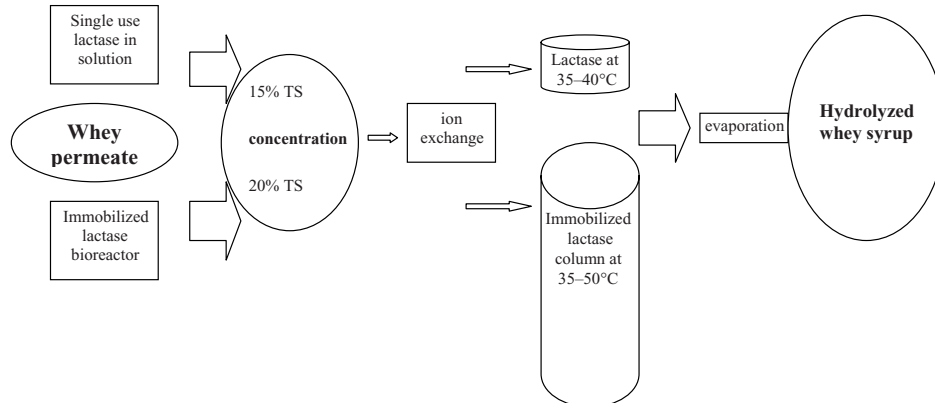 Single use
lactase in
solution
Whey
permeate
Immobilized
lactase
bioreactor
15% TS
concentration
20% TS
ion
exchange
Lactase at
35–40°C
Immobilized
lactase
column at
35–50°C
evaporation
Hydrolyzed
whey syrup